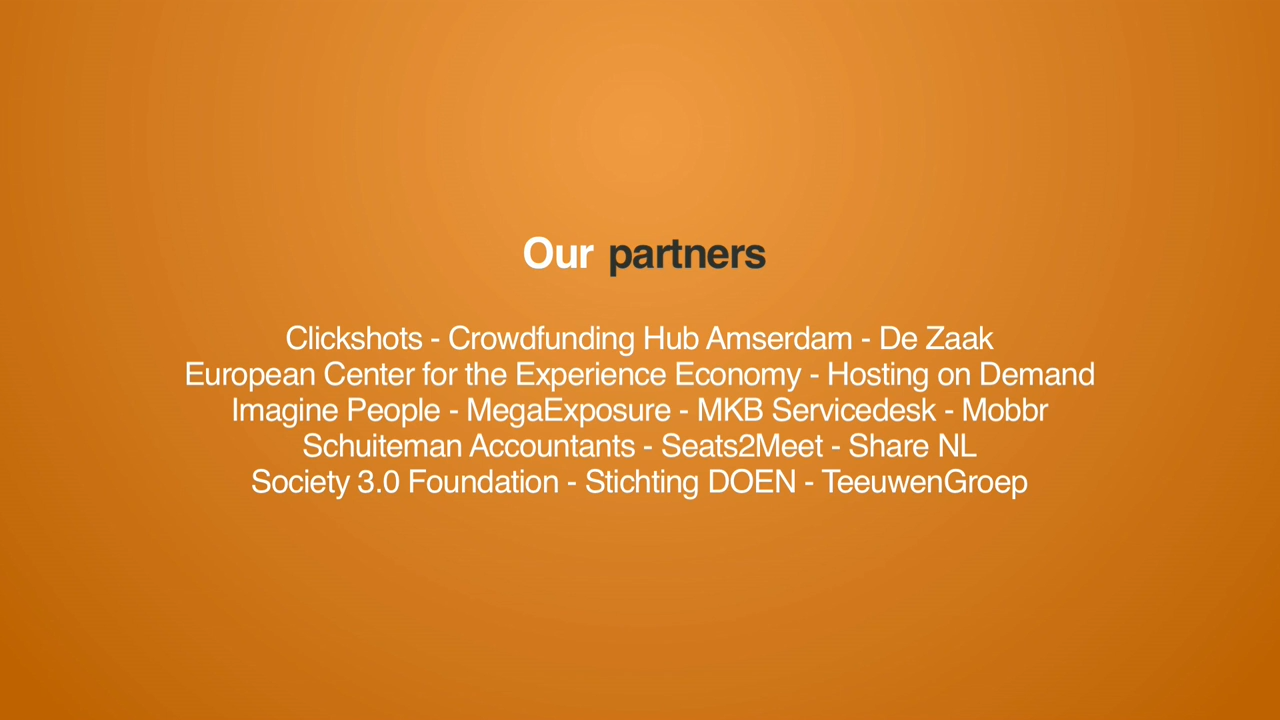 Our partners
Clickshots - Crowdfunding Hub Amserdam - De Zaak
European Center for the Experience Economy - Hosting on Demand
Imagine People - MegaExposure - MKB Servicedesk - Mobbr
Schuiteman Accountants - Seats2Meet - Share NL
Society 3.0 Foundation - Stichting DOEN - TeeuwenGroep